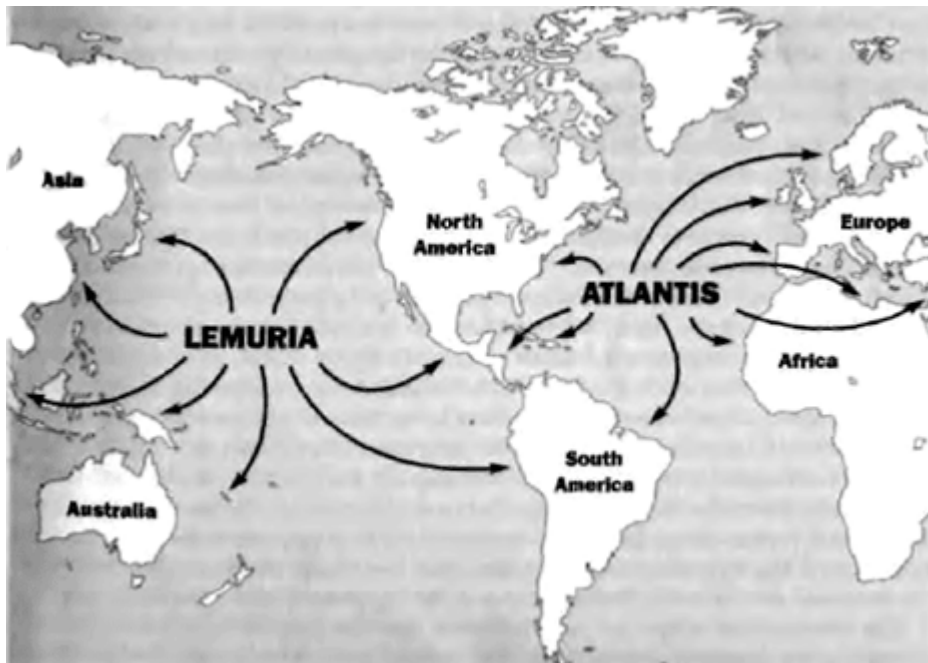 Asia
North
America
Europe
ATLANTIS
LEMURIA
Africa
South
America
Australia